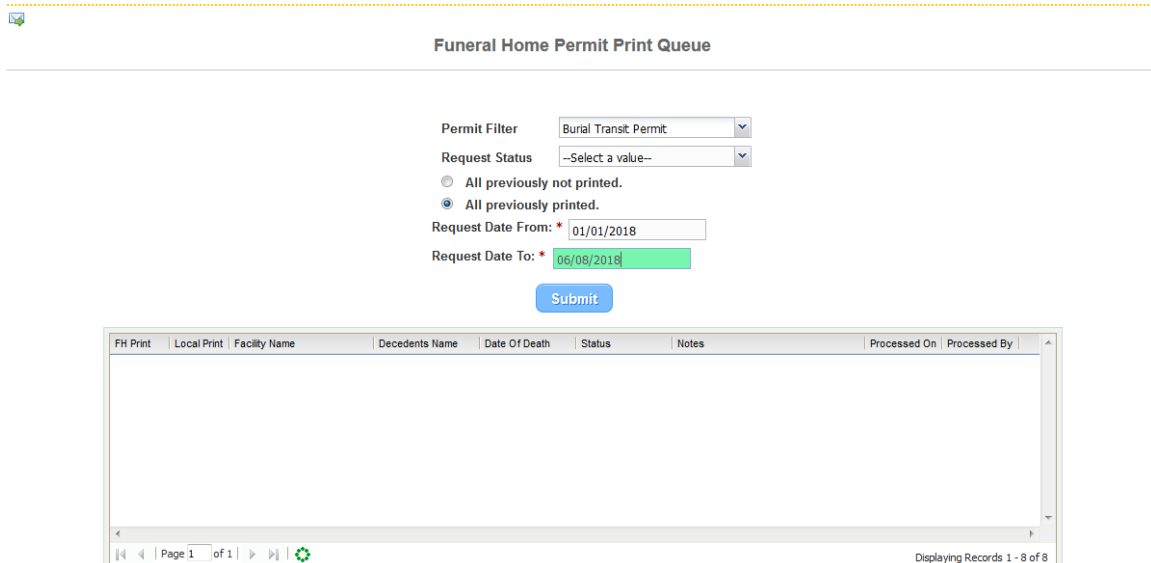 Funeral Home Permit Print Queue
Permit Filter Burial Transit Permit
Request Status --Select a value--
All previously not printed.
All previously printed.
Request Date From: * 01/01/2018
Request Date To: * 06/08/2018
Submit
FH Print Local Print Facility Name Decedents Name Date Of Death Status Notes Processed On Processed By
Page 1 of 1 Displaying Records 1 - 8 of 8